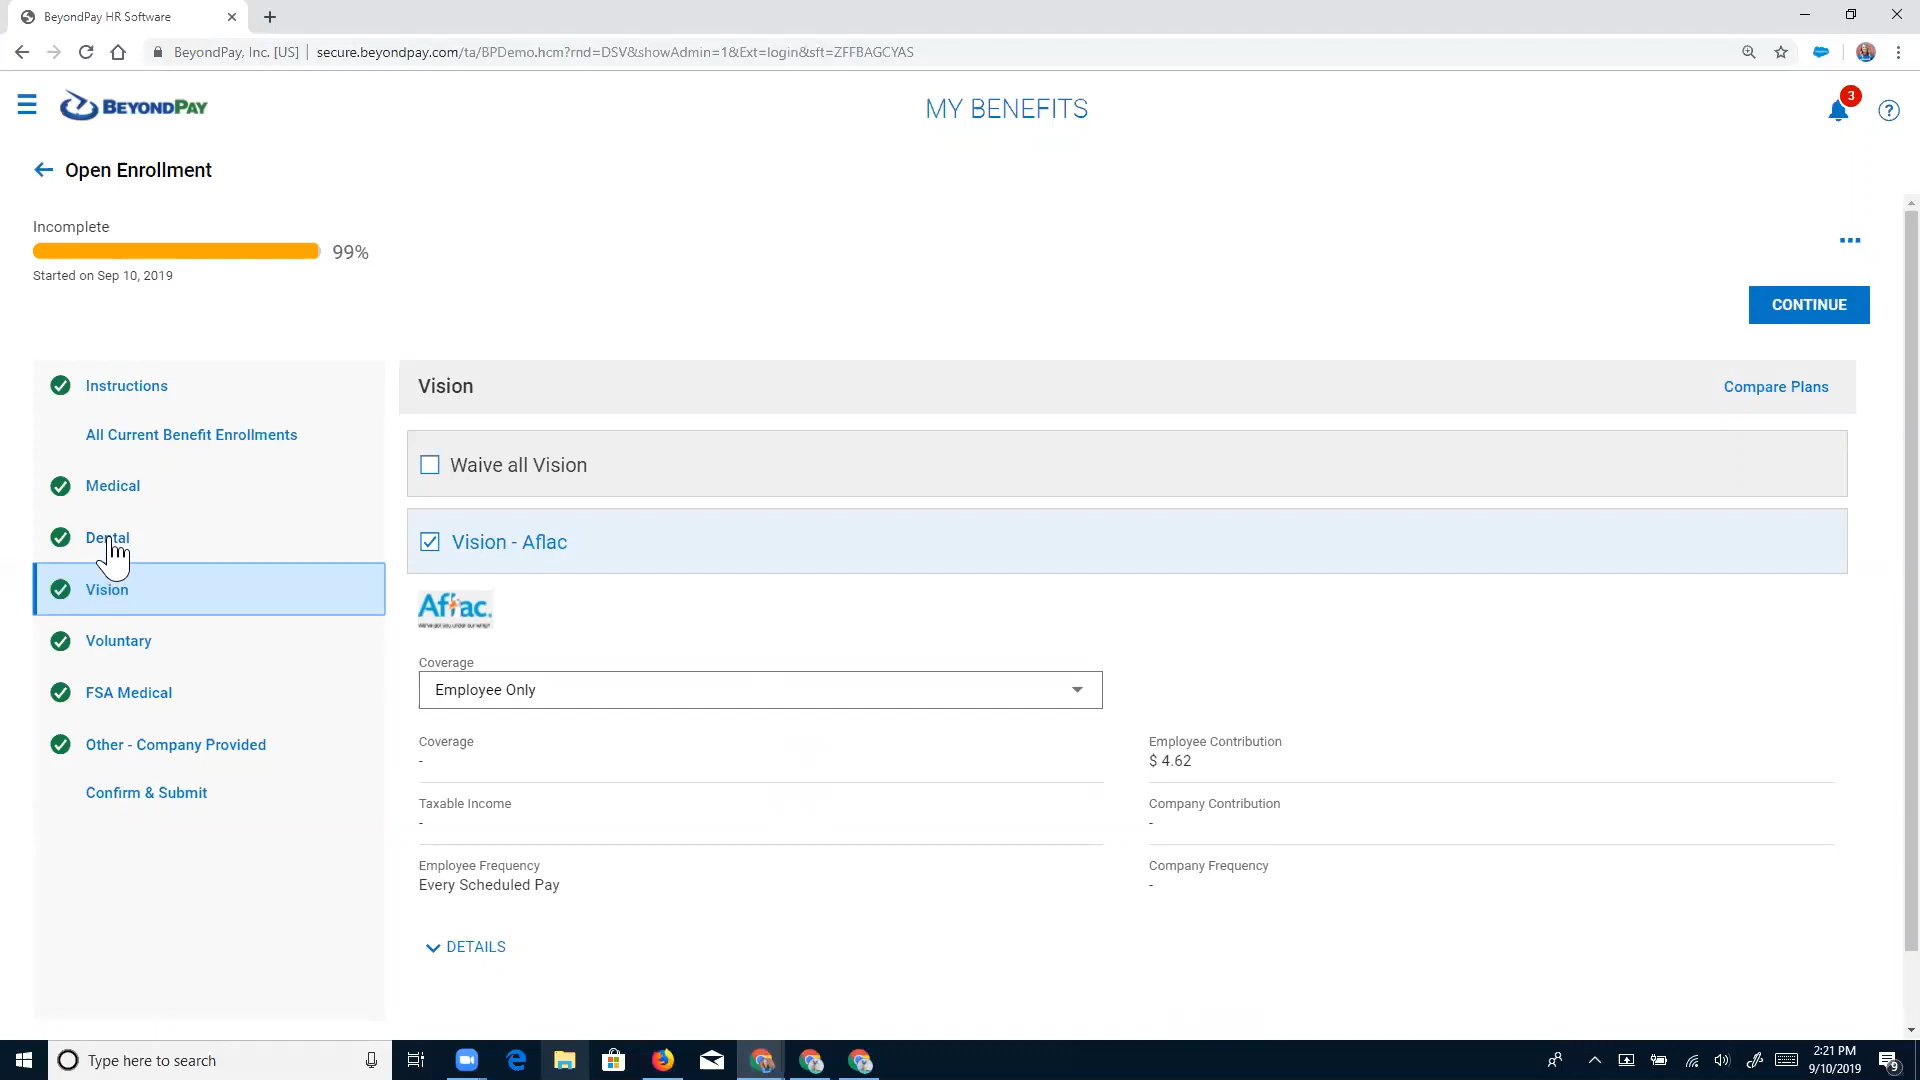 BeyondPay HR Software
BeyondPay, Inc. [US]
secure.beyondpay.com/ta/BPDemo.hcm?rnd=DSV&showAdmin=1&Ext=login&sft=ZFFBAGCYAS
BEYONDPAY
MY BENEFITS
3
?
Open Enrollment
Incomplete
99%
Started on Sep 10, 2019
CONTINUE
Instructions
All Current Benefit Enrollments
Medical
Dental
Vision
Voluntary
FSA Medical
Other - Company Provided
Confirm & Submit
Vision
Compare Plans
Waive all Vision
Vision - Aflac
Aflac.
Coverage
Employee Only
Coverage
-
Employee Contribution
$ 4.62
Taxable Income
-
Company Contribution
-
Employee Frequency
Every Scheduled Pay
Company Frequency
-
DETAILS
Type here to search
2:21 PM
9/10/2019
9